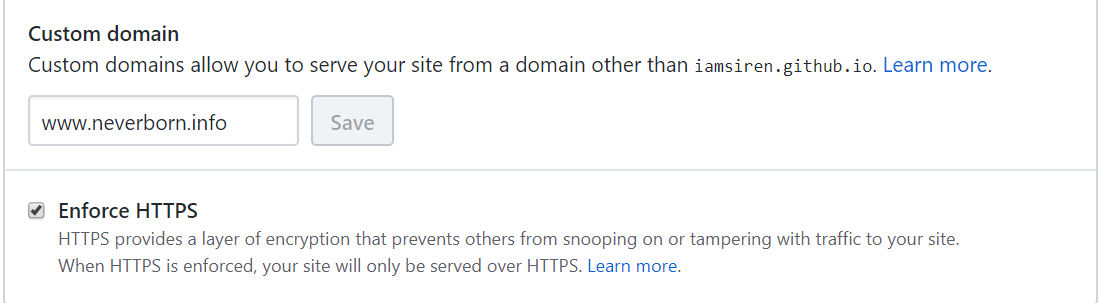 Custom domain
Custom domains allow you to serve your site from a domain other than iamsiren.github.io. Learn more.
www.neverborn.info Save
Enforce HTTPS
HTTPS provides a layer of encryption that prevents others from snooping on or tampering with traffic to your site.
When HTTPS is enforced, your site will only be served over HTTPS. Learn more.